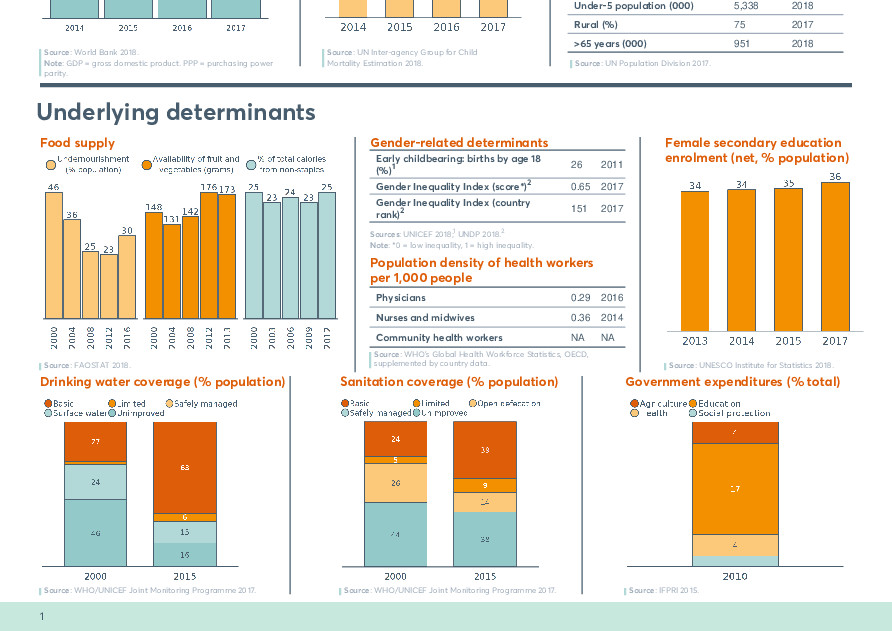 2014 2015 2016 2017
Source: World Bank 2018.
Note: GDP = gross domestic product. PPP = purchasing power
parity.
2014 2015 2016 2017
Source: UN Inter-agency Group for Child
Mortality Estimation 2018.
Under-5 population (000) 5,338 2018
Rural (%) 75 2017
>65 years (000) 951 2018
Source: UN Population Division 2017.
Underlying determinants
Food supply
Undernourishment
(% population)
Availability of fruit and
vegetables (grams)
% of total calories
from non-staples
46 36 25 23 30
148 131 142 176 173
25 23 24 23 25
2000 2004 2008 2012 2016
2000 2004 2008 2012 2013
2000 2003 2006 2009 2012
Source: FAOSTAT 2018.
Gender-related determinants
Early childbearing: births by age 18
(%)1 26 2011
Gender Inequality Index (score*)2 0.65 2017
Gender Inequality Index (country
rank)2 151 2017
Sources: UNICEF 2018,1 UNDP 2018.2
Note: *0 = low inequality, 1 = high inequality.
Population density of health workers
per 1,000 people
Physicians 0.29 2016
Nurses and midwives 0.36 2014
Community health workers NA NA
Source: WHO's Global Health Workforce Statistics, OECD,
supplemented by country data.
Female secondary education
enrolment (net, % population)
34 34 35 36
2013 2014 2015 2017
Source: UNESCO Institute for Statistics 2018.
Drinking water coverage (% population)
Basic Limited Safely managed
Surface water Unimproved
24
46
63
6
15
16
2000 2015
Source: WHO/UNICEF Joint Monitoring Programme 2017.
Sanitation coverage (% population)
Basic Limited Open defecation
Safely managed Unimproved
24
5
26
44
39
9
14
38
2000 2015
Source: WHO/UNICEF Joint Monitoring Programme 2017.
Government expenditures (% total)
Agriculture Education
Health Social protection
4
17
4
2010
Source: IFPRI 2015.
1